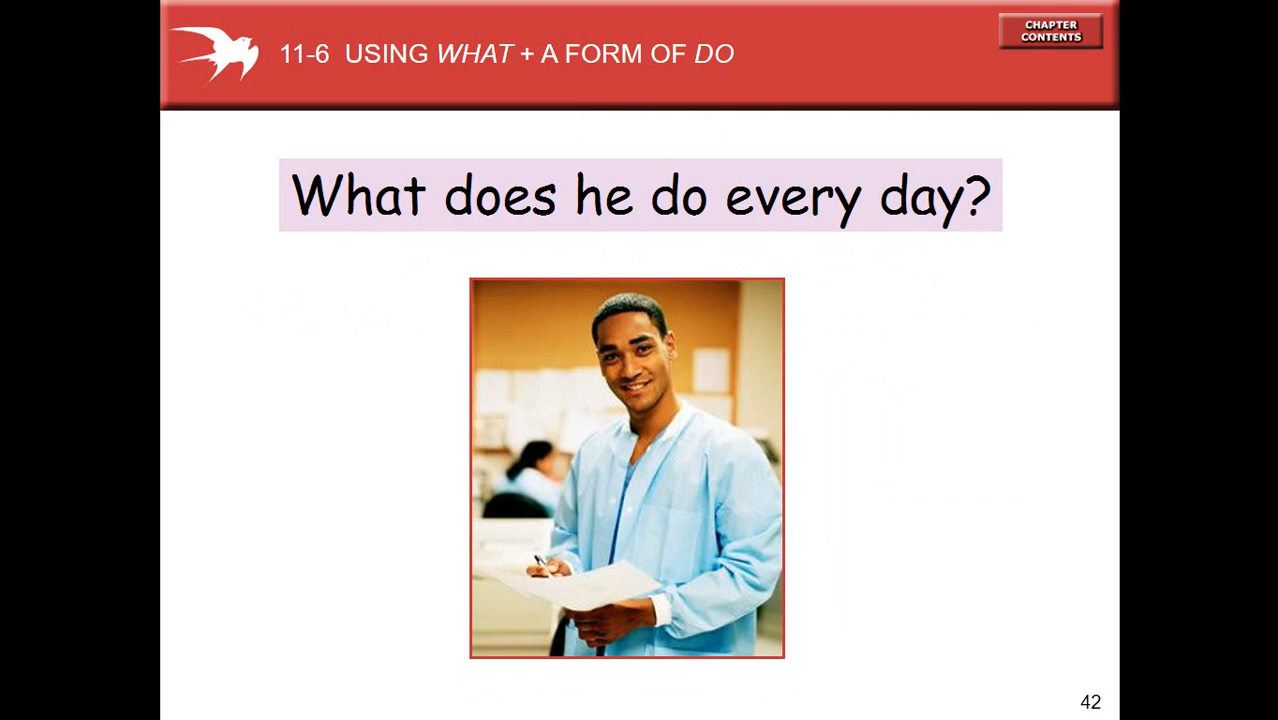 CHAPTER
CONTENTS
11-6 USING WHAT + A FORM OF DO
What does he do every day?
42